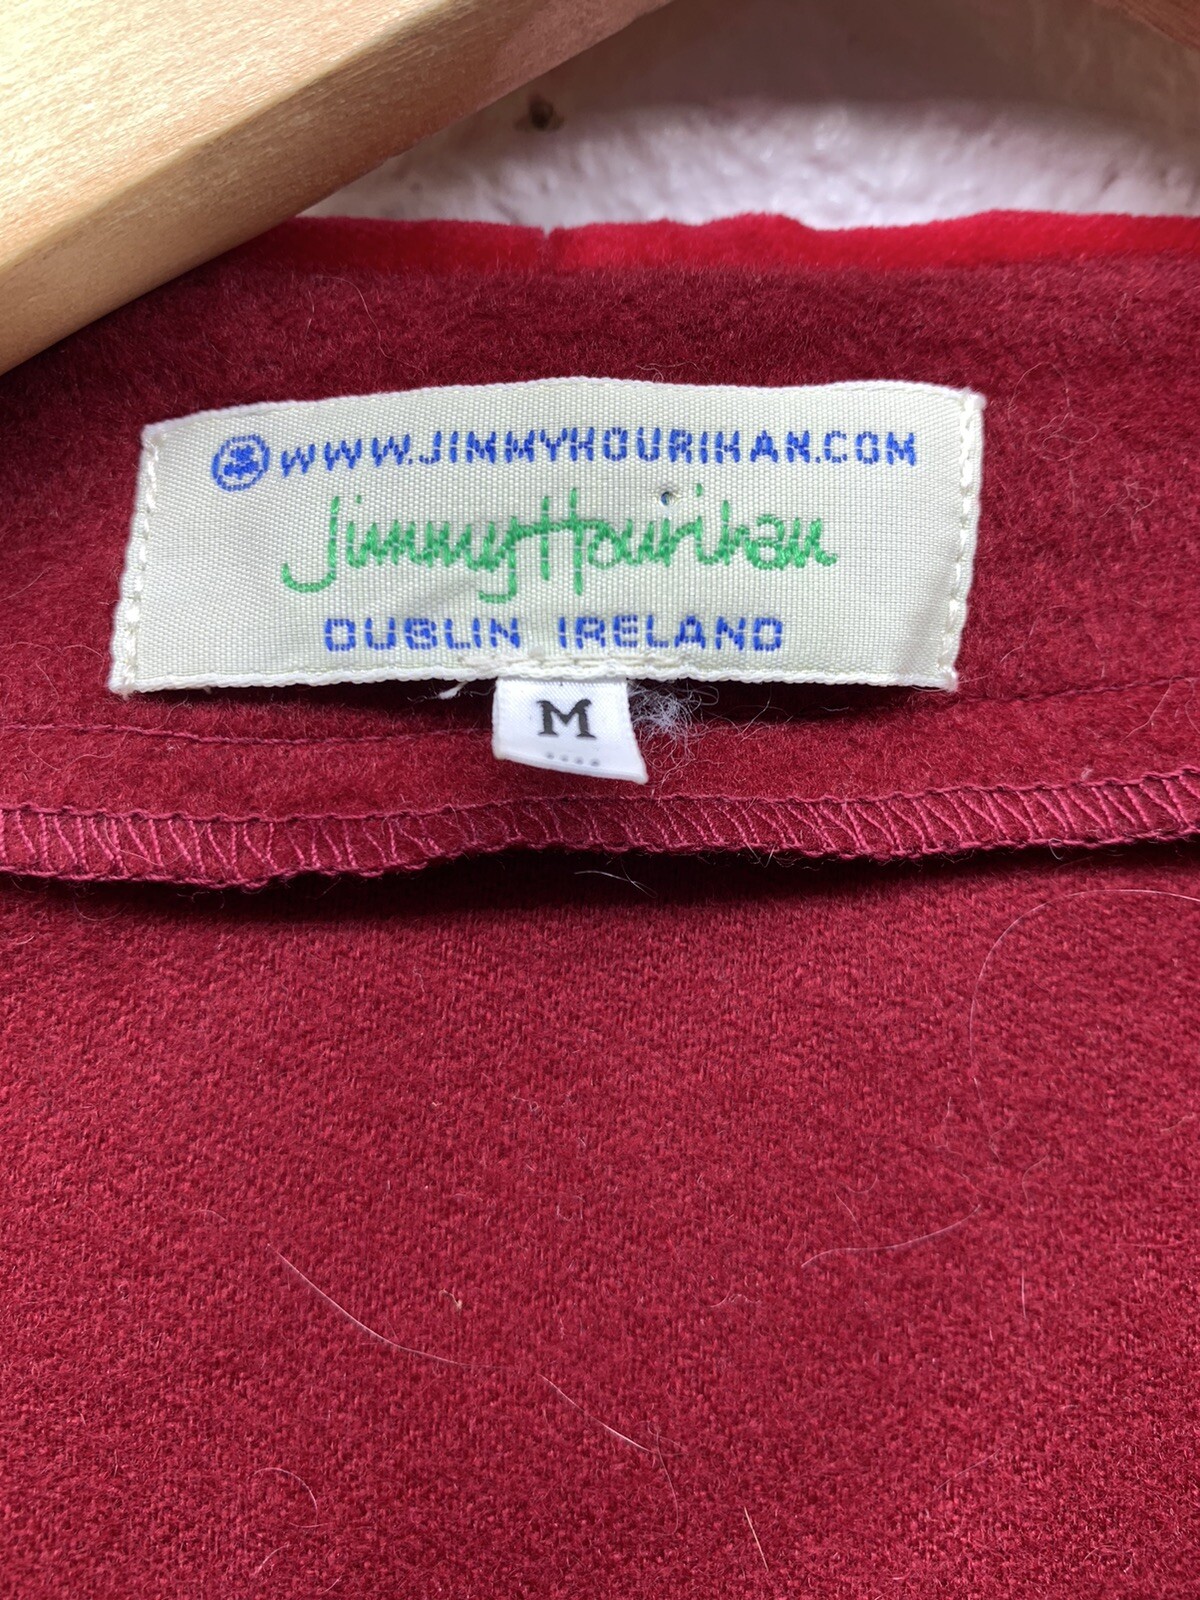 WWW.JIMMYHOURIHAN.COM
Jimmy Hourihan
DUBLIN IRELAND
M